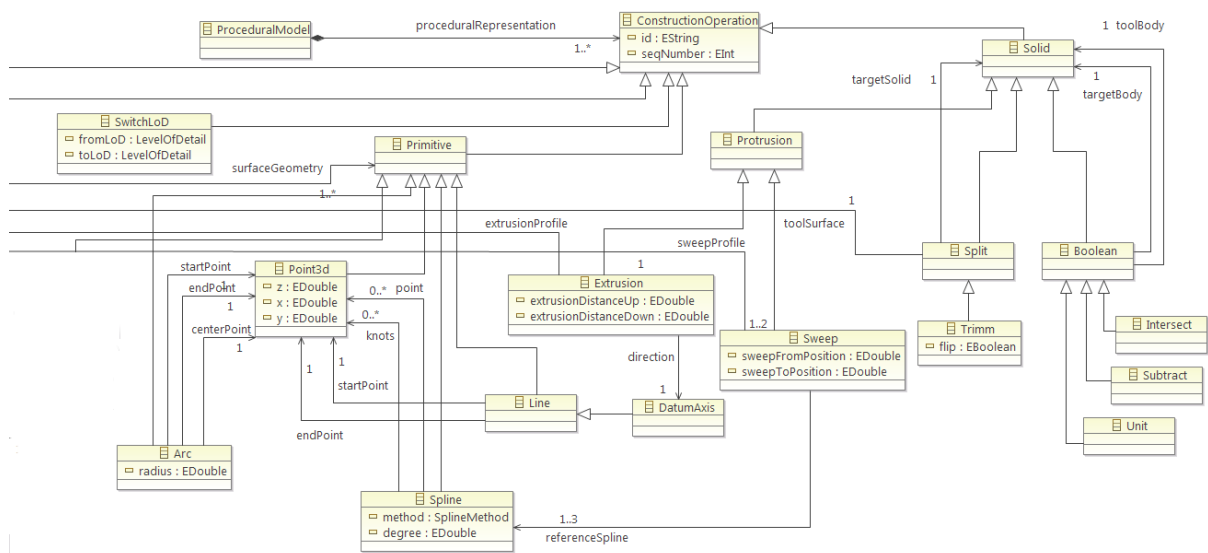 ProceduralModel
proceduralRepresentation
1..*
ConstructionOperation
id : EString
seqNumber : EInt
1 toolBody
Solid
targetSolid
1
1
targetBody
SwitchLoD
fromLoD : LevelOfDetail
toLoD : LevelOfDetail
Primitive
surfaceGeometry
1..*
Protrusion
1
extrusionProfile
toolSurface
sweepProfile
1
Split
Boolean
startPoint
1
endPoint
1
centerPoint
1
Point3d
z : EDouble
x : EDouble
y : EDouble
0..*
point
0..*
knots
Extrusion
extrusionDistanceUp : EDouble
extrusionDistanceDown : EDouble
1..2
Sweep
sweepFromPosition : EDouble
sweepToPosition : EDouble
Trimm
flip : EBoolean
Intersect
Subtract
Unit
direction
1
1
1
startPoint
endPoint
Line
DatumAxis
Arc
radius : EDouble
Spline
method : SplineMethod
degree : EDouble
1..3
referenceSpline